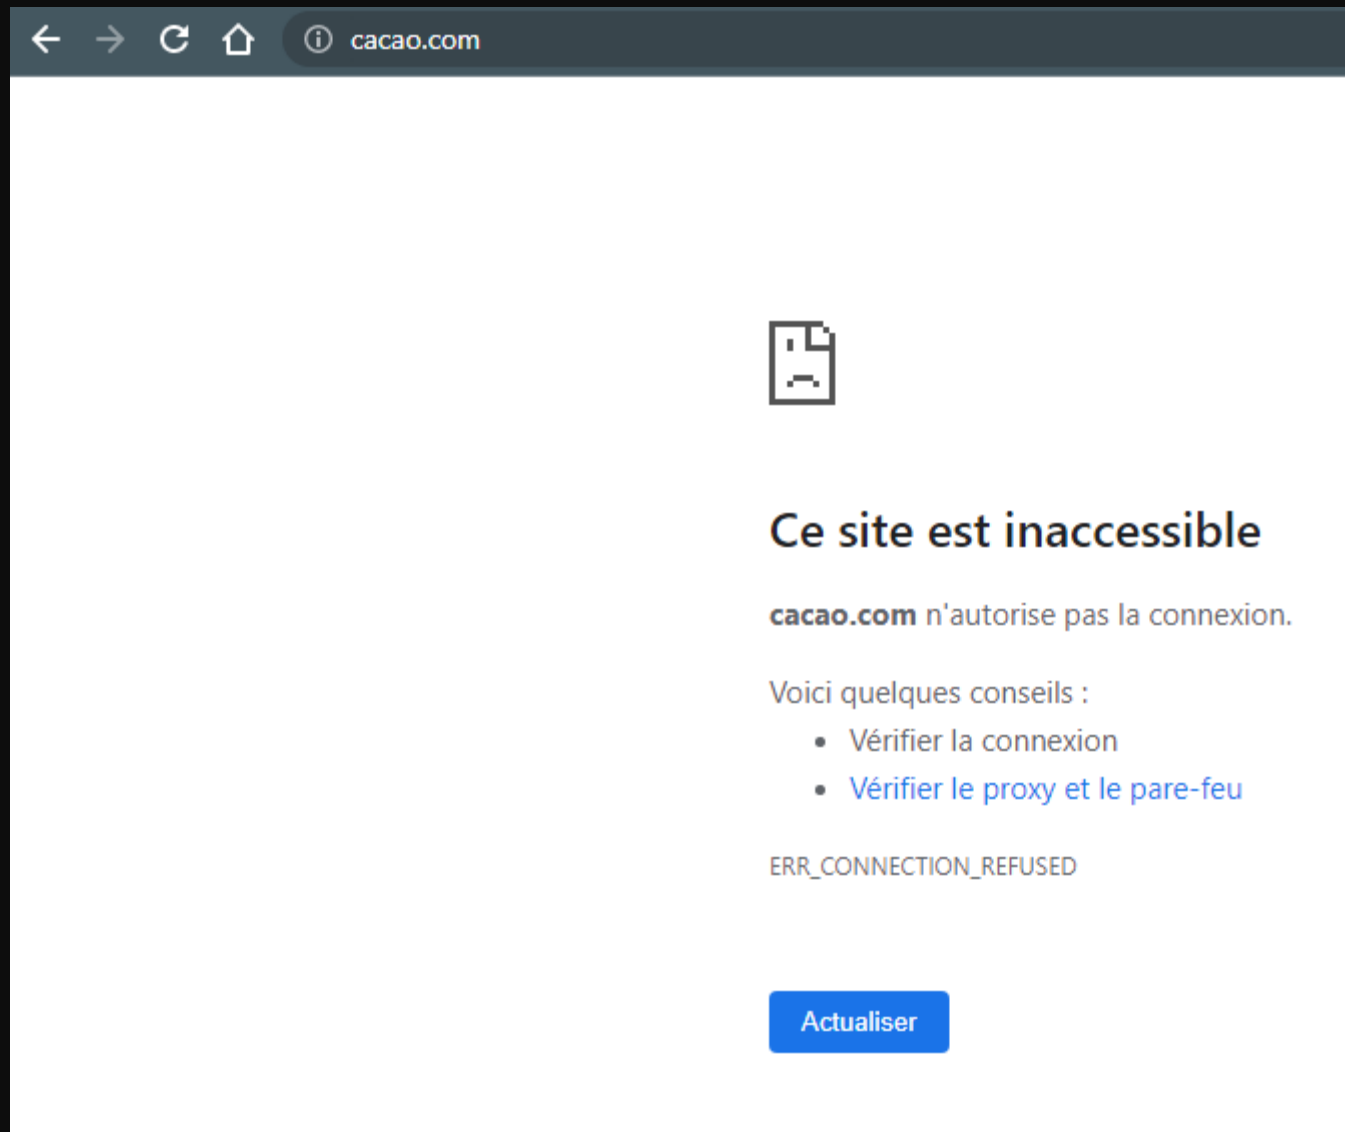 cacao.com
Ce site est inaccessible
cacao.com n'autorise pas la connexion.
Voici quelques conseils :
• Vérifier la connexion
• Vérifier le proxy et le pare-feu
ERR_CONNECTION_REFUSED
Actualiser